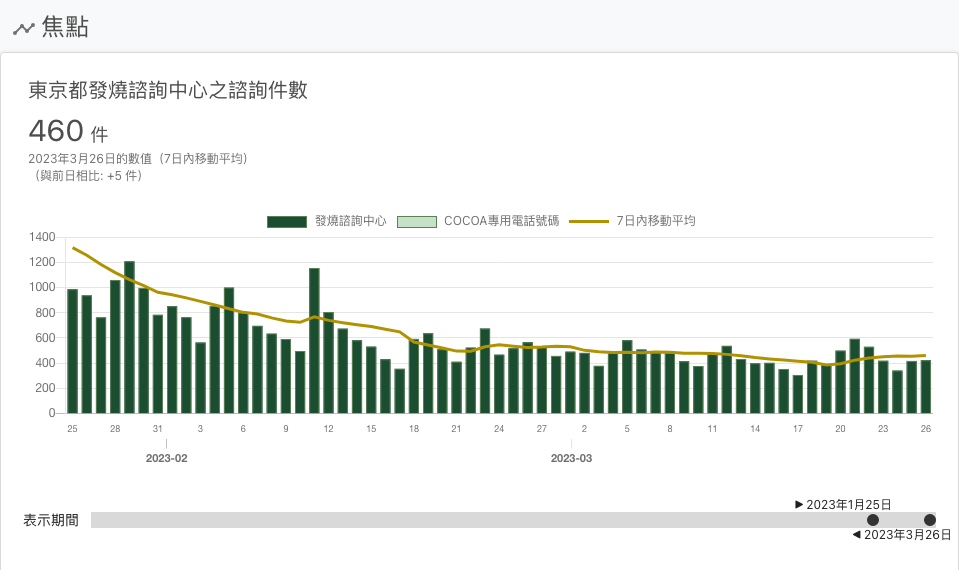 焦點
東京都發燒諮詢中心之諮詢件數
460 件
2023年3月26日的數值（7日內移動平均）
（與前日相比: +5 件）
發燒諮詢中心 COCOA專用電話號碼 7日內移動平均
1400
1200
1000
800
600
400
200
0
25 28 31 3 6 9 12 15 18 21 24 27 2 5 8 11 14 17 20 23 26
2023-02 2023-03
▶ 2023年1月25日
表示期間
◀ 2023年3月26日